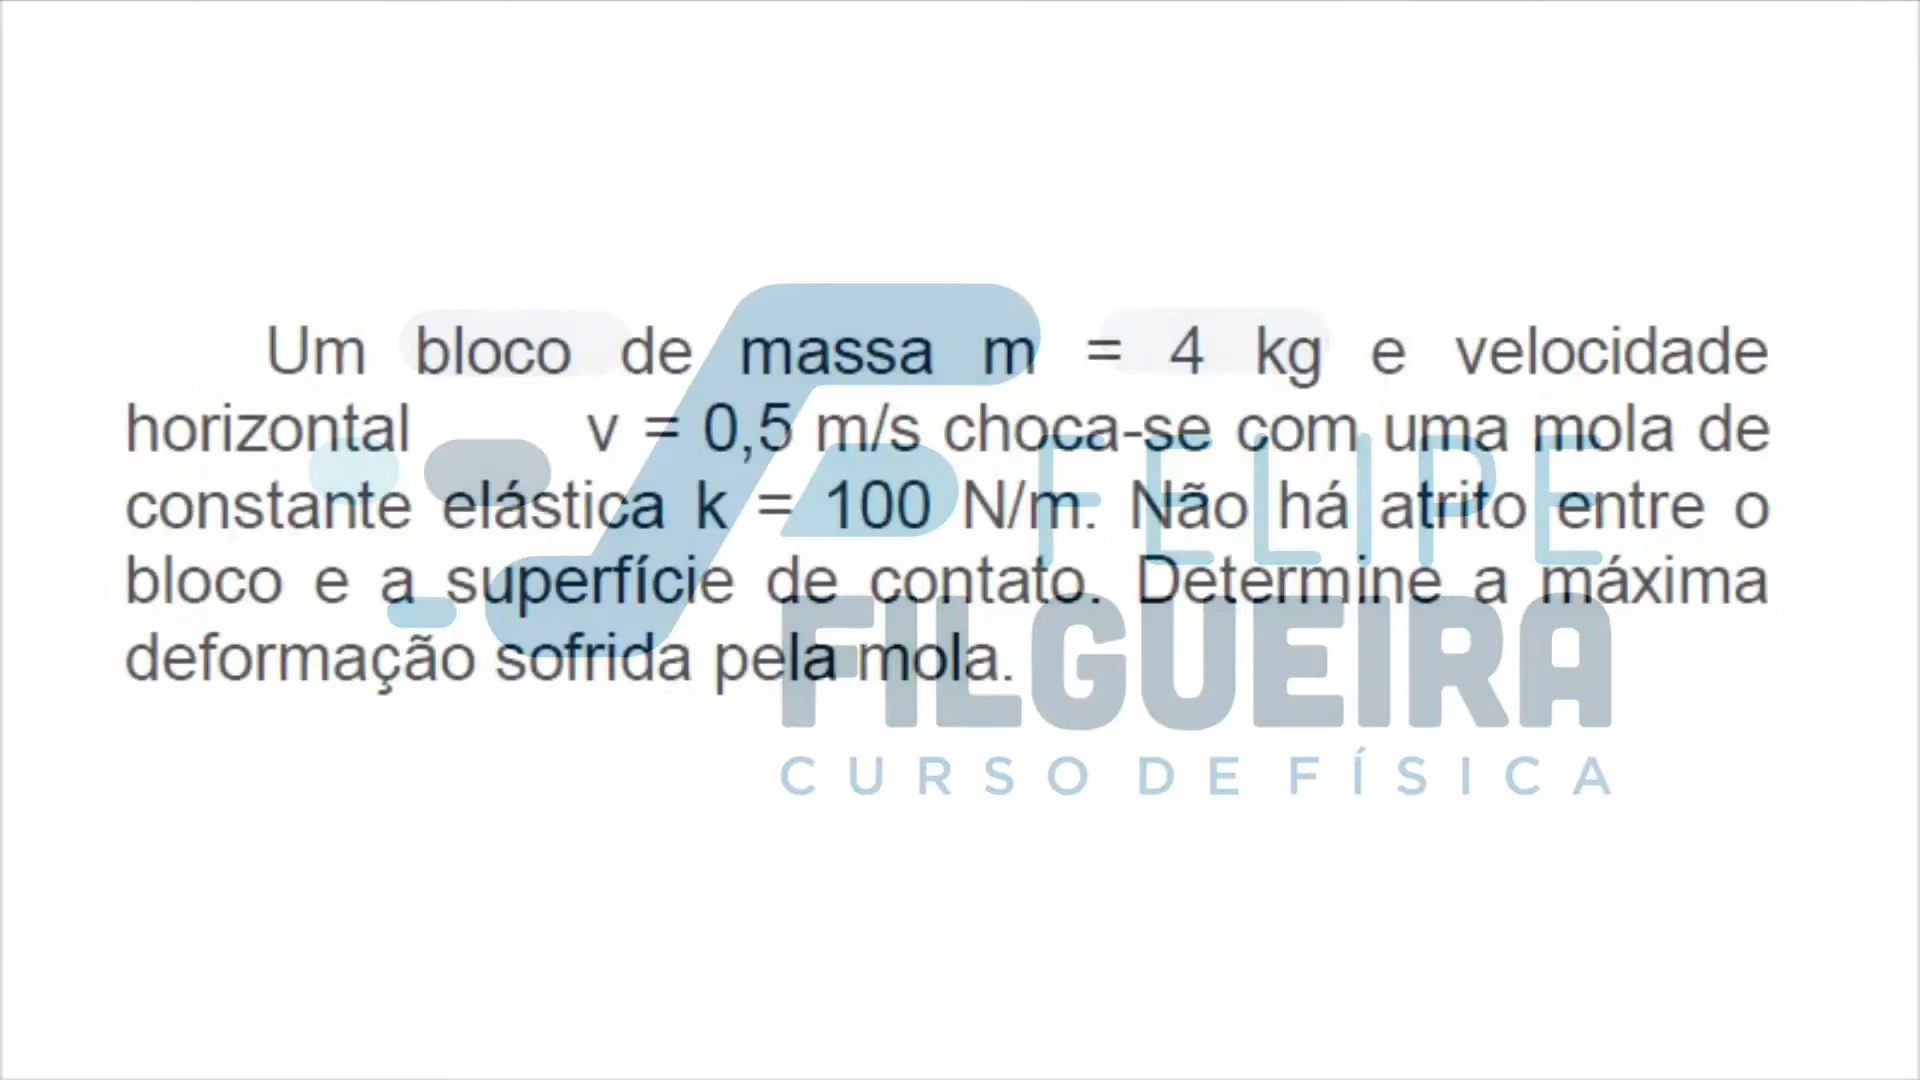 Um bloco de massa m = 4 kg e velocidade
horizontal v = 0,5 m/s choca-se com uma mola de
constante elástica k = 100 N/m. Não há atrito entre o
bloco e a superfície de contato. Determine a máxima
deformação sofrida pela mola.
FELIPE
FILGUEIRA
CURSO DE FÍSICA